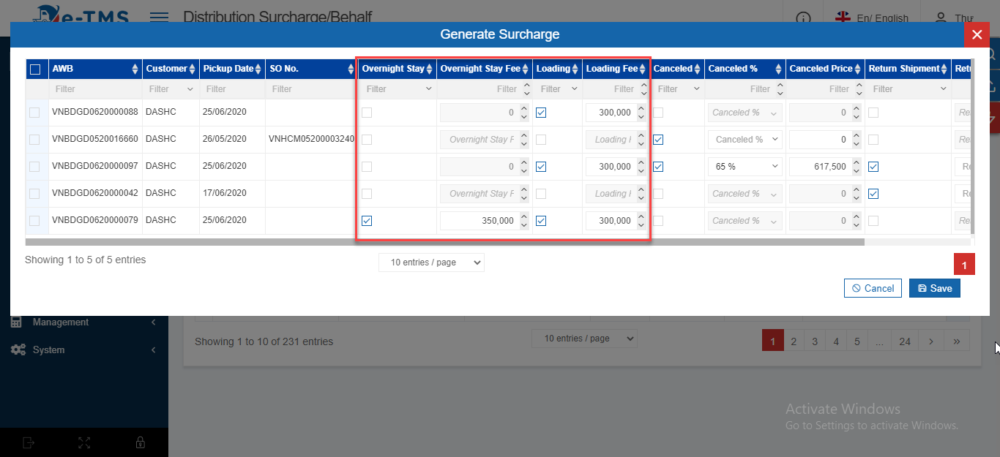 e-TMS Distribution Surcharge/Behalf En/ English Thu
Generate Surcharge
AWB Customer Pickup Date SO No. Overnight Stay Overnight Stay Fee Loading Loading Fee Canceled Canceled % Canceled Price Return Shipment Retu
Filter Filter Filter Filter Filter Filter Filter Filter Filter Filter Filter Filter
VNBDGD0620000088 DASHC 25/06/2020 0 300,000 Canceled % 0 Re
VNBDGD0520016660 DASHC 26/05/2020 VNHCM05200003240 Overnight Stay F Loading F Canceled % 0 Re
VNBDGD0620000097 DASHC 25/06/2020 0 300,000 65 % 617,500 Re
VNBDGD0620000042 DASHC 17/06/2020 Overnight Stay F Loading F Canceled % 0 Re
VNBDGD0620000079 DASHC 25/06/2020 350,000 300,000 Canceled % 0 Re
Showing 1 to 5 of 5 entries 10 entries / page 1
Cancel Save
Management
Showing 1 to 10 of 231 entries 10 entries / page 1 2 3 4 5 ... 24 › »
System
Activate Windows
Go to Settings to activate Windows.